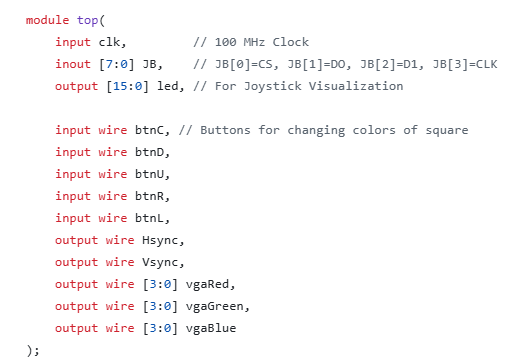 module top(
    input clk,          // 100 MHz Clock
    inout [7:0] JB,     // JB[0]=CS, JB[1]=DO, JB[2]=D1, JB[3]=CLK
    output [15:0] led, // For Joystick Visualization

    input wire btnC, // Buttons for changing colors of square
    input wire btnD,
    input wire btnU,
    input wire btnR,
    input wire btnL,
    output wire Hsync,
    output wire Vsync,
    output wire [3:0] vgaRed,
    output wire [3:0] vgaGreen,
    output wire [3:0] vgaBlue
);